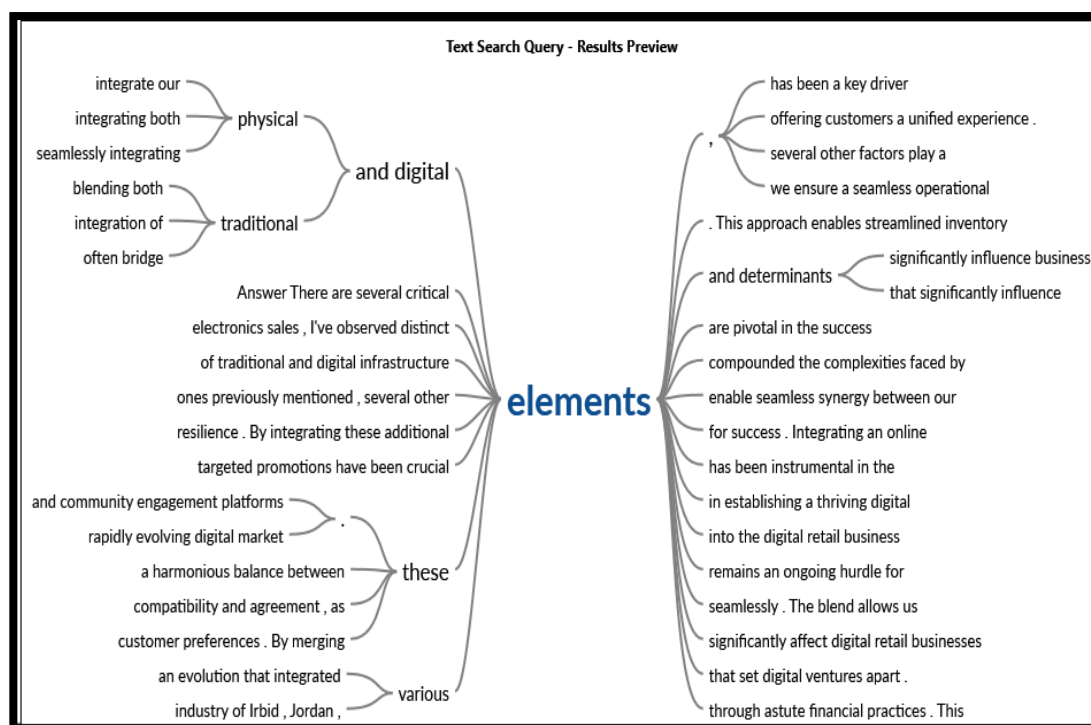 Text Search Query - Results Preview
integrate our
integrating both
seamlessly integrating
physical
blending both
integration of
often bridge
traditional
and digital
Answer There are several critical
electronics sales , I've observed distinct
of traditional and digital infrastructure
ones previously mentioned , several other
resilience . By integrating these additional
targeted promotions have been crucial
and community engagement platforms
rapidly evolving digital market
.
a harmonious balance between
compatibility and agreement , as
customer preferences . By merging
these
an evolution that integrated
industry of Irbid , Jordan ,
various
elements
,
has been a key driver
offering customers a unified experience .
several other factors play a
we ensure a seamless operational
. This approach enables streamlined inventory
and determinants
significantly influence business
that significantly influence
are pivotal in the success
compounded the complexities faced by
enable seamless synergy between our
for success . Integrating an online
has been instrumental in the
in establishing a thriving digital
into the digital retail business
remains an ongoing hurdle for
seamlessly . The blend allows us
significantly affect digital retail businesses
that set digital ventures apart .
through astute financial practices . This